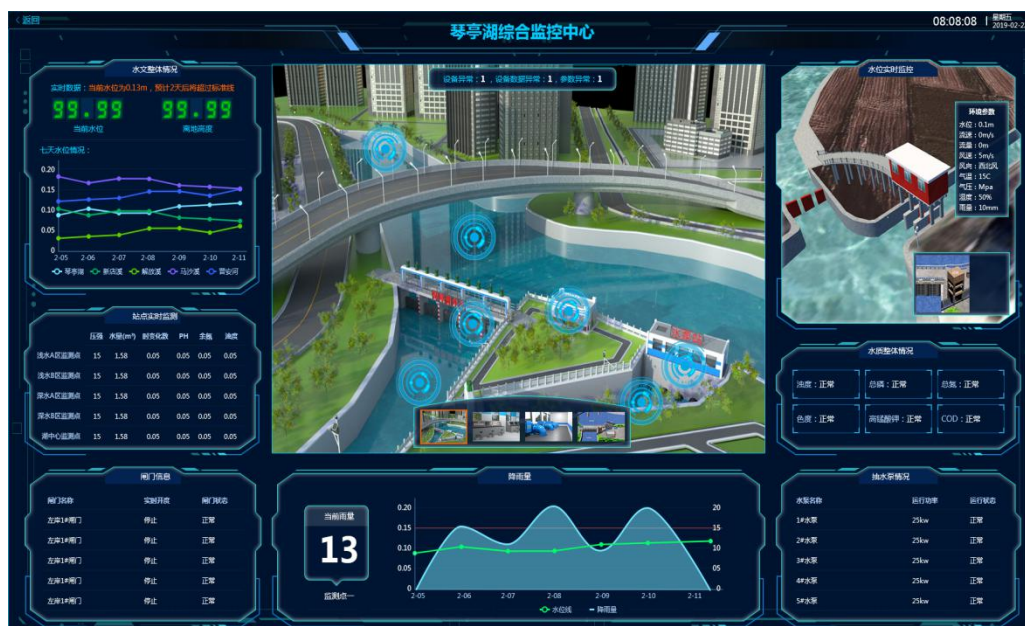 返回
琴亭湖综合监控中心
08:08:08
星期五
2019-02-2
水文整体情况
实时数据：当前水位为0.13m，预计2天后将超过标准线
99.99 99.99
当前水位 离地高度
七天水位情况：
0.20
0.15
0.10
0.05
0
2-05 2-06 2-07 2-08 2-09 2-10 2-11
琴亭湖 新店溪 解放溪 马沙溪 晋安河
设备异常：1，设备数据异常：1，参数异常：1
水位实时监控
环境参数
水位：0.1m
流速：0m/s
流量：0m
风速：5m/s
风向：西北风
气温：15C
气压：Mpa
湿度：50%
雨量：10mm
站点实时监测
压强 水量(m³) 耐变化数 PH 主氮 浊度
浅水A区监测点 15 1.58 0.05 0.05 0.05 0.05
浅水B区监测点 15 1.58 0.05 0.05 0.05 0.05
深水A区监测点 15 1.58 0.05 0.05 0.05 0.05
深水B区监测点 15 1.58 0.05 0.05 0.05 0.05
湖中心监测点 15 1.58 0.05 0.05 0.05 0.05
水质整体情况
浊度：正常 总磷：正常 总氮：正常
色度：正常 高锰酸钾：正常 COD：正常
闸门信息
闸门名称 实时开度 闸门状态
左岸1#闸门 停止 正常
左岸1#闸门 停止 正常
左岸1#闸门 停止 正常
左岸1#闸门 停止 正常
左岸1#闸门 停止 正常
降雨量
当前雨量
13
监测点一
0.20 20
0.15 15
0.10 10
0.05 05
0 0
2-05 2-06 2-07 2-08 2-09 2-10 2-11
水位线 降雨量
抽水泵情况
水泵名称 运行功率 运行状态
1#水泵 25kw 正常
2#水泵 25kw 正常
3#水泵 25kw 正常
4#水泵 25kw 正常
5#水泵 25kw 正常